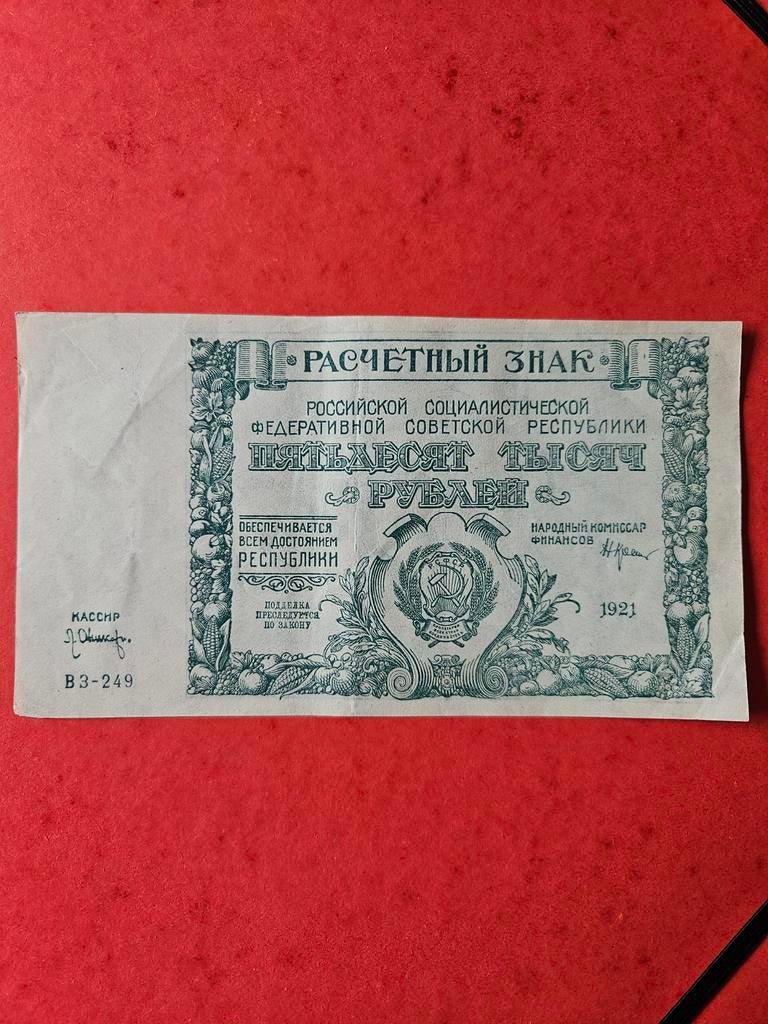 РАСЧЕТНЫЙ ЗНАК
РОССИЙСКОЙ СОЦИАЛИСТИЧЕСКОЙ
ФЕДЕРАТИВНОЙ СОВЕТСКОЙ РЕСПУБЛИКИ
ПЯТЬДЕСЯТ ТЫСЯЧ
РУБЛЕЙ
ОБЕСПЕЧИВАЕТСЯ
ВСЕМ ДОСТОЯНИЕМ
РЕСПУБЛИКИ
ПОДДЕЛКА
ПРЕСЛЕДУЕТСЯ
ПО ЗАКОНУ
НАРОДНЫЙ КОМИССАР
ФИНАНСОВ
1921
КАССИР
ВЗ-249